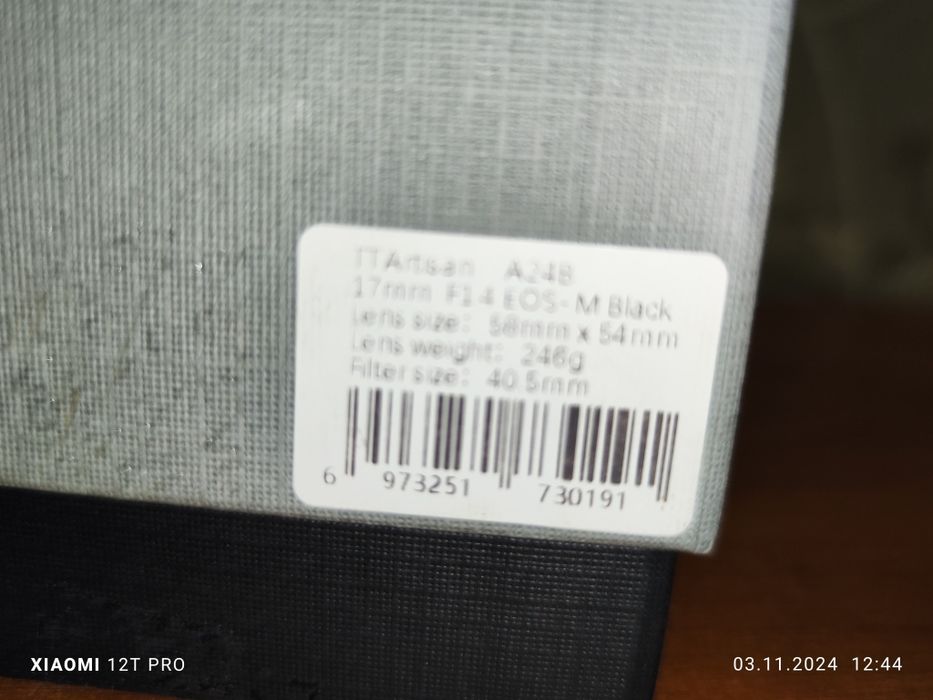 TTArtisan A24B
17mm F1.4 EOS-M Black
Lens size: 58mm x 54mm
Lens weight: 246g
Filter size: 40.5mm
6 973251 730191
XIAOMI 12T PRO
03.11.2024 12:44